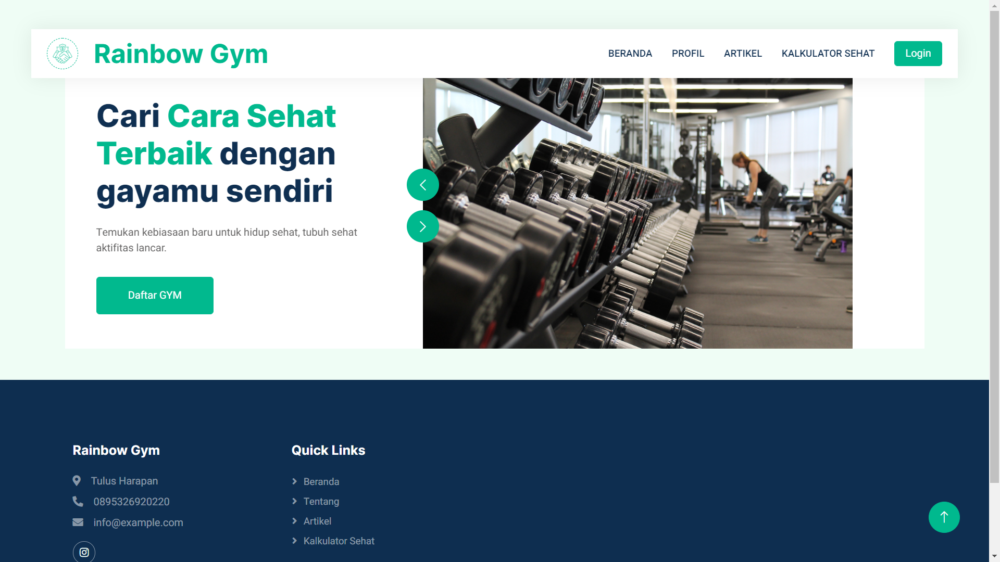 Rainbow Gym
BERANDA
PROFIL
ARTIKEL
KALKULATOR SEHAT
Login
Cari Cara Sehat
Terbaik dengan
gayamu sendiri
Temukan kebiasaan baru untuk hidup sehat, tubuh sehat
aktifitas lancar.
Daftar GYM
Rainbow Gym
Tulus Harapan
0895326920220
info@example.com
Quick Links
Beranda
Tentang
Artikel
Kalkulator Sehat